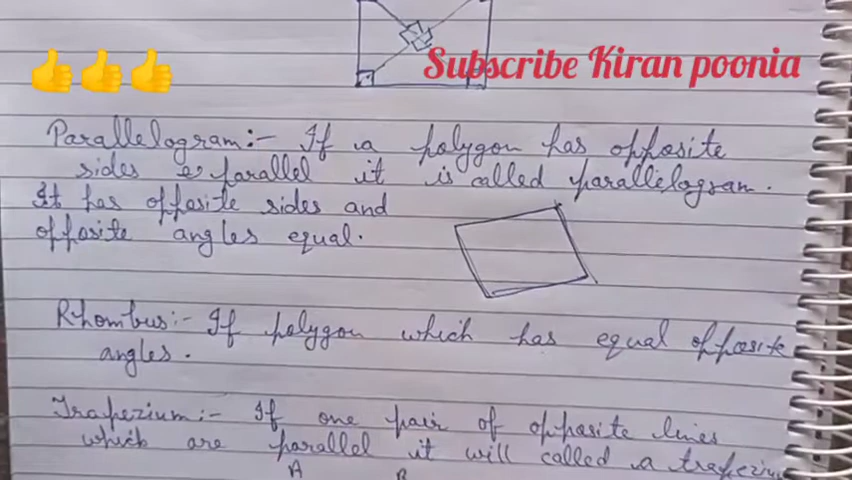 Subscribe Kiran poonia
Parallelogram:- If a polygon has opposite
sides parallel it is called parallelogram.
It has opposite sides and
opposite angles equal.
Rhombus:- If polygon which has equal opposite
angles.
Trapezium:- If one pair of opposite lines
which are parallel it will called a trapezium
A B